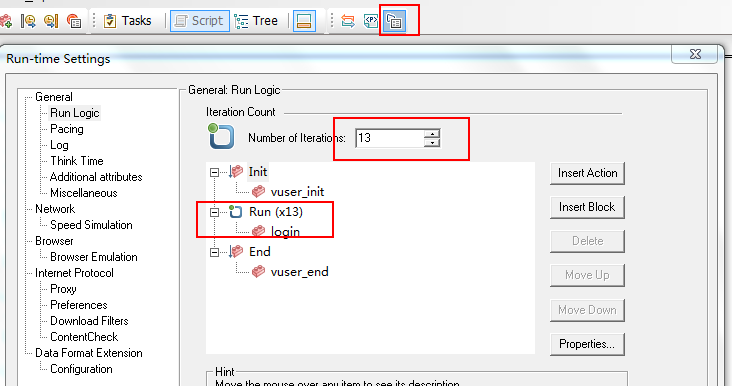 Tasks
Script
Tree
<P>
Run-time Settings
General
Run Logic
Pacing
Log
Think Time
Additional attributes
Miscellaneous
Network
Speed Simulation
Browser
Browser Emulation
Internet Protocol
Proxy
Preferences
Download Filters
ContentCheck
Data Format Extension
Configuration
General: Run Logic
Iteration Count
Number of Iterations: 13
Init
vuser_init
Run (x13)
login
End
vuser_end
Insert Action
Insert Block
Delete
Move Up
Move Down
Properties...
Hint
Move the mouse over any item to see its description